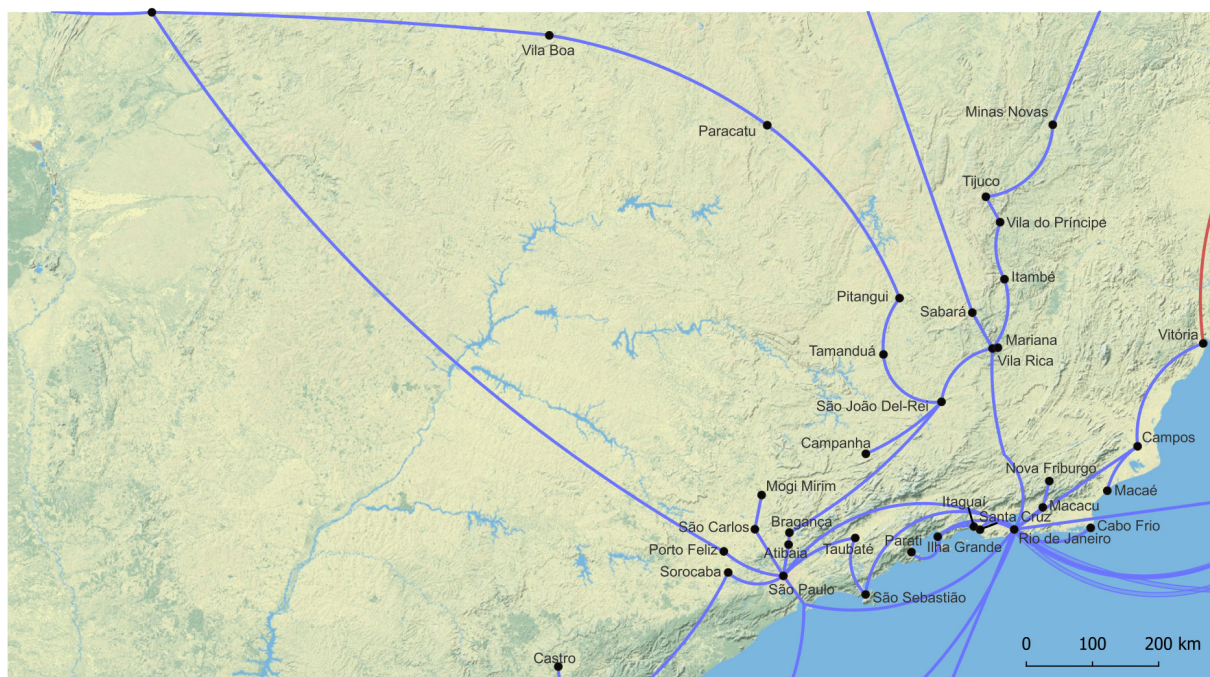 Vila Boa
Minas Novas
Paracatu
Tijuco
Vila do Príncipe
Itambé
Pitangui
Sabará
Mariana
Vitória
Tamanduá
Vila Rica
São João Del-Rei
Campanha
Campos
Nova Friburgo
Mogi Mirim
Itaguaí
Macaé
Macacu
Santa Cruz
São Carlos
Bragança
Cabo Frio
Parati
Ilha Grande
Rio de Janeiro
Porto Feliz
Atibaia
Taubaté
Sorocaba
São Paulo
São Sebastião
Castro
0 100 200 km